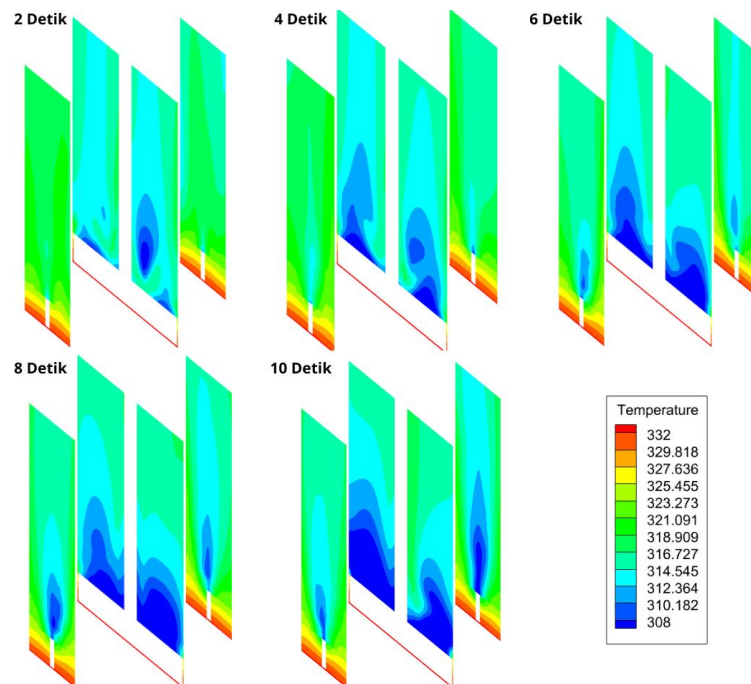 2 Detik
4 Detik
6 Detik
8 Detik
10 Detik
Temperature
332
329.818
327.636
325.455
323.273
321.091
318.909
316.727
314.545
312.364
310.182
308